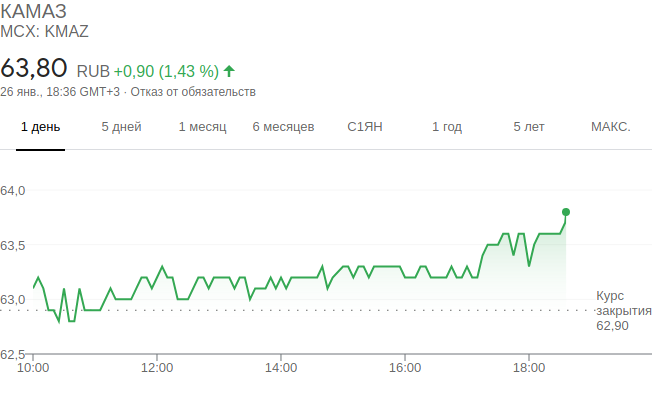 КАМАЗ
MCX: KMAZ
63,80 RUB +0,90 (1,43 %)
26 янв., 18:36 GMT+3 · Отказ от обязательств
1 день 5 дней 1 месяц 6 месяцев С1ЯН 1 год 5 лет МАКС.
64,0
63,5
63,0
Курс
закрытия
62,90
62,5
10:00 12:00 14:00 16:00 18:00